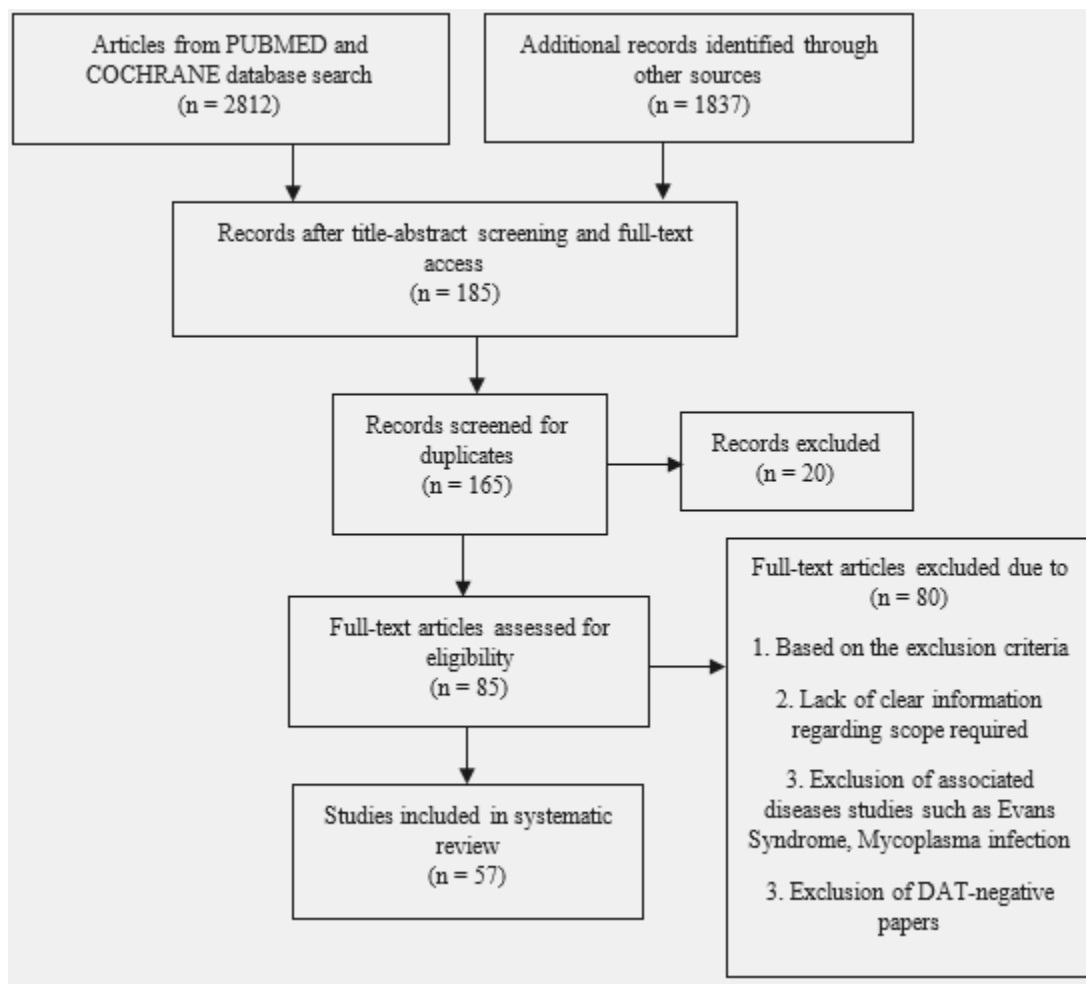 Articles from PUBMED and
COCHRANE database search
(n = 2812)
Additional records identified through
other sources
(n = 1837)
Records after title-abstract screening and full-text
access
(n = 185)
Records screened for
duplicates
(n = 165)
Records excluded
(n = 20)
Full-text articles assessed for
eligibility
(n = 85)
Full-text articles excluded due to
(n = 80)
1. Based on the exclusion criteria
2. Lack of clear information
regarding scope required
3. Exclusion of associated
diseases studies such as Evans
Syndrome, Mycoplasma infection
3. Exclusion of DAT-negative
papers
Studies included in systematic
review
(n = 57)